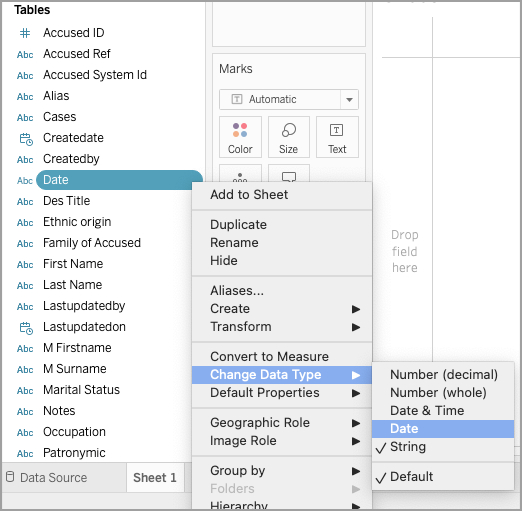 Tables
# Accused ID
Abc Accused Ref
Abc Accused System Id
Abc Alias
Abc Cases
Createdate
Abc Createdby
Abc Date
Abc Des Title
Abc Ethnic origin
Abc Family of Accused
Abc First Name
Abc Last Name
Abc Lastupdatedby
Lastupdatedon
Abc M Firstname
Abc M Surname
Abc Marital Status
Abc Notes
Abc Occupation
Abc Patronymic
Data Source
Sheet 1
Marks
T Automatic
Color
Size
T
Text
Drop
field
here
Add to Sheet
Duplicate
Rename
Hide
Aliases...
Create
Transform
Convert to Measure
Change Data Type
Default Properties
Geographic Role
Image Role
Group by
Folders
Hierarchy
Number (decimal)
Number (whole)
Date & Time
Date
✓ String
✓ Default